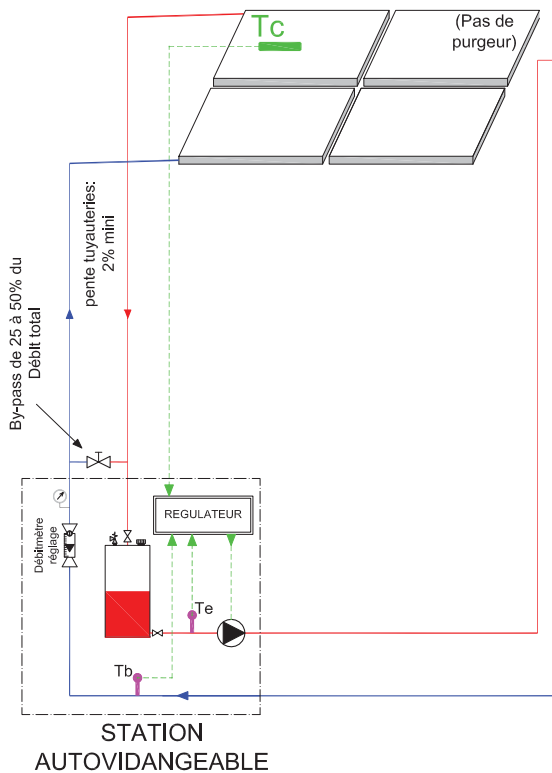 Tc
(Pas de
purgeur)
pente tuyauteries:
2% mini
By-pass de 25 à 50% du
Débit total
REGULATEUR
Débitmètre
réglage
Te
Tb
STATION
AUTOVIDANGEABLE